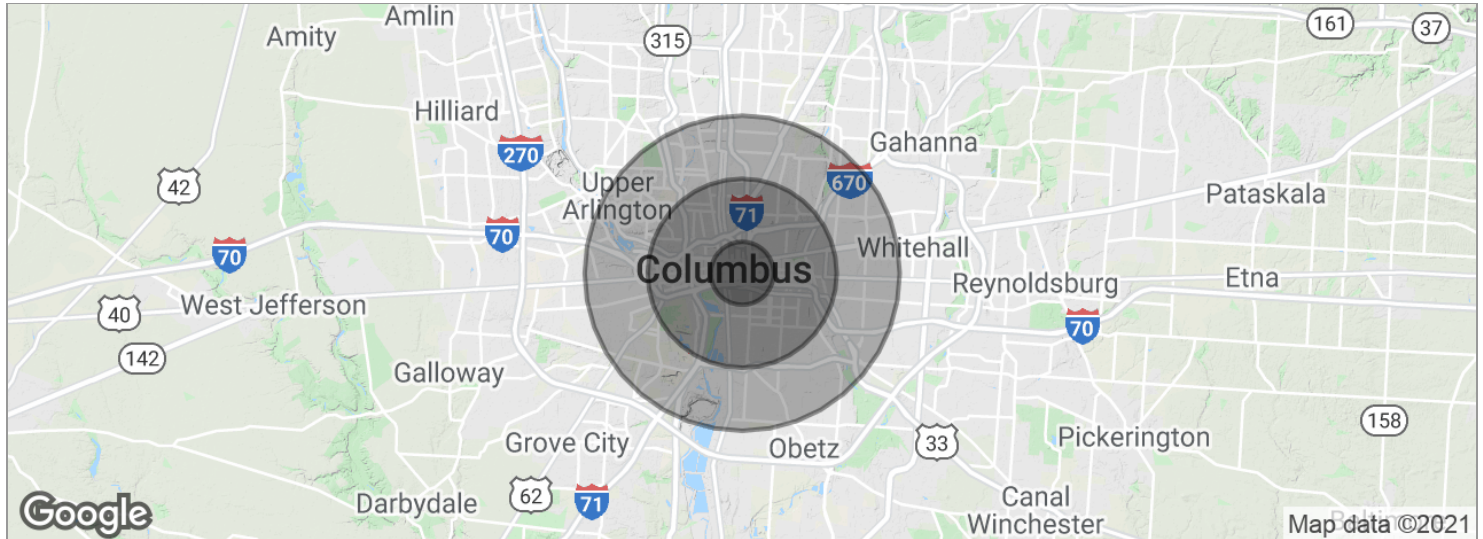 Amlin
161
37
Amity
315
Hilliard
Gahanna
270
670
42
Upper
Arlington
Pataskala
71
70
Whitehall
70
Columbus
Reynoldsburg
Etna
West Jefferson
40
70
142
Galloway
158
Grove City
Obetz
33
Pickerington
Darbydale
62
71
Canal
Winchester
Google
Map data ©2021